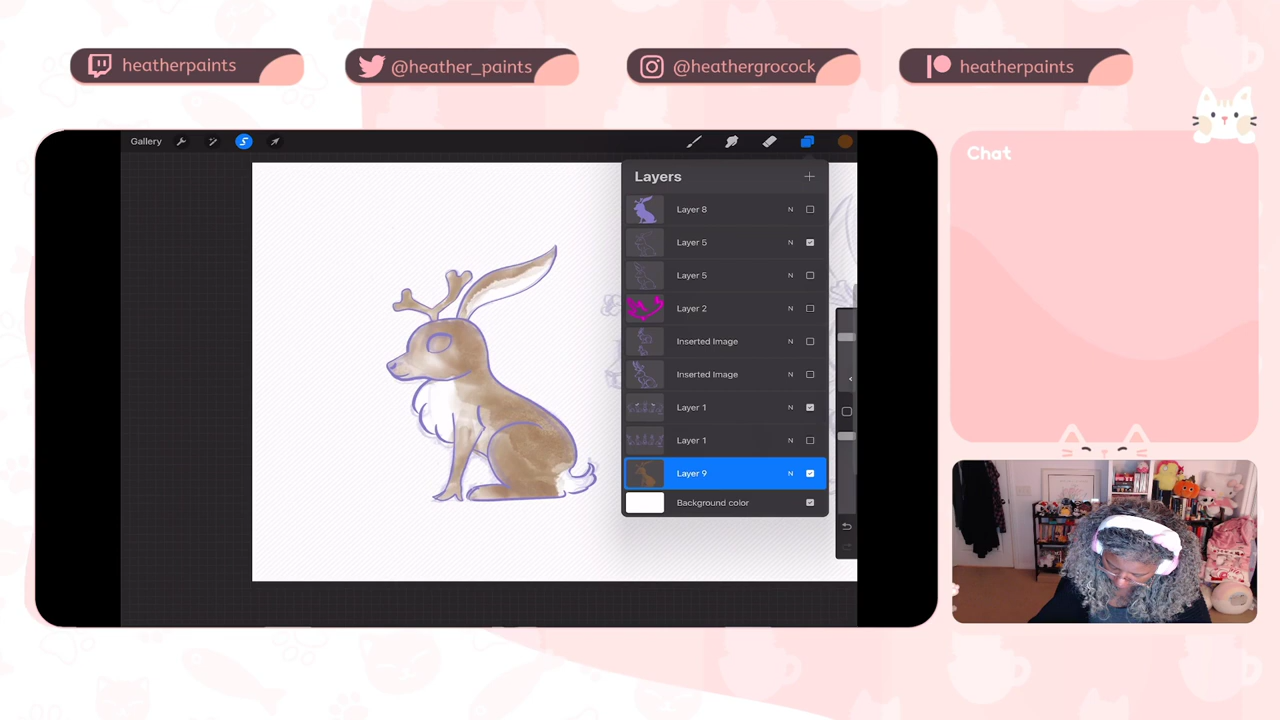 heatherpaints
@heather_paints
@heathergrocock
heatherpaints
Gallery
Layers
Layer 8 N
Layer 5 N
Layer 5 N
Layer 2 N
Inserted Image N
Inserted Image N
Layer 1 N
Layer 1 N
Layer 9 N
Background color
Chat